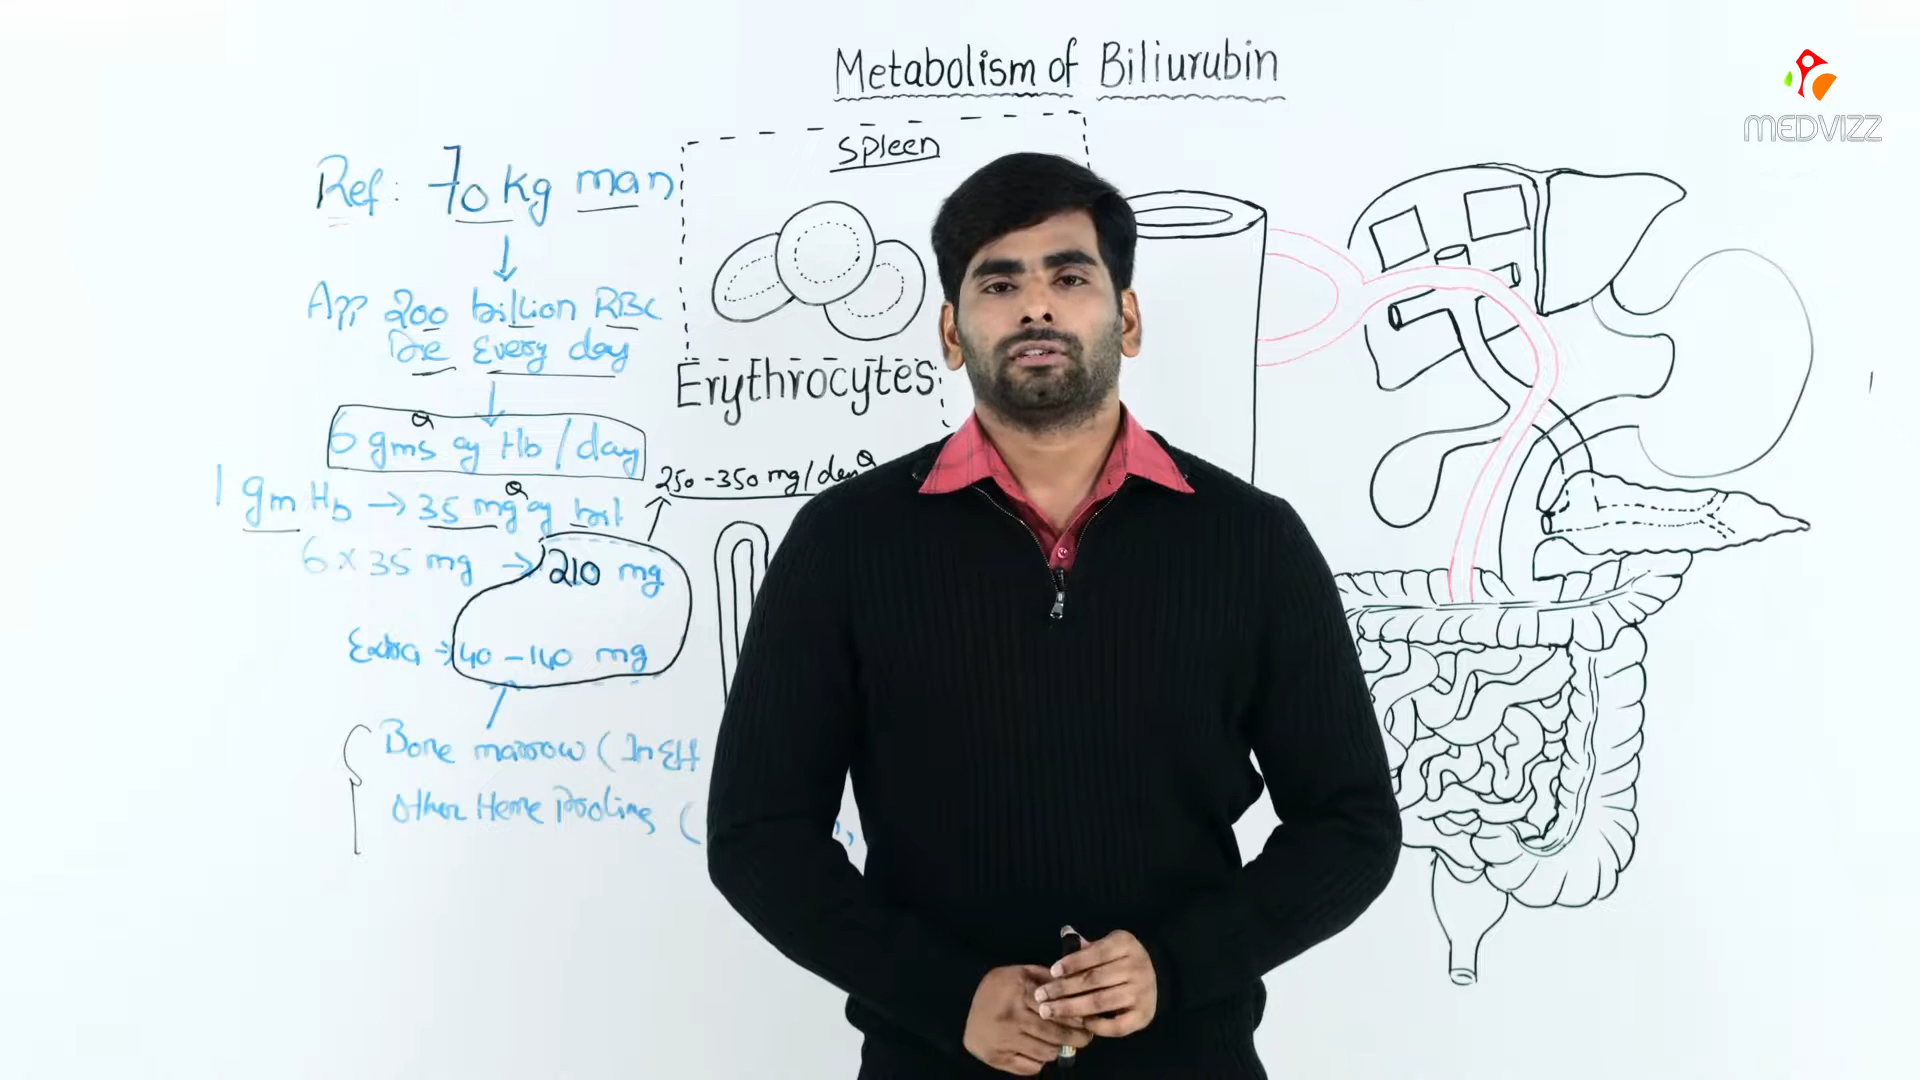 Metabolism of Biliurubin
MEDVIZZ
Spleen
Ref: 70 kg man
App 200 billion RBC
Die Every day
Erythrocytes
6 gms of Hb / day
250-350 mg/day
1 gm Hb → 35 mg of bil
6 x 35 mg → 210 mg
Extra → 40 - 140 mg
Bone marrow (InEff
Other Heme Proteins (